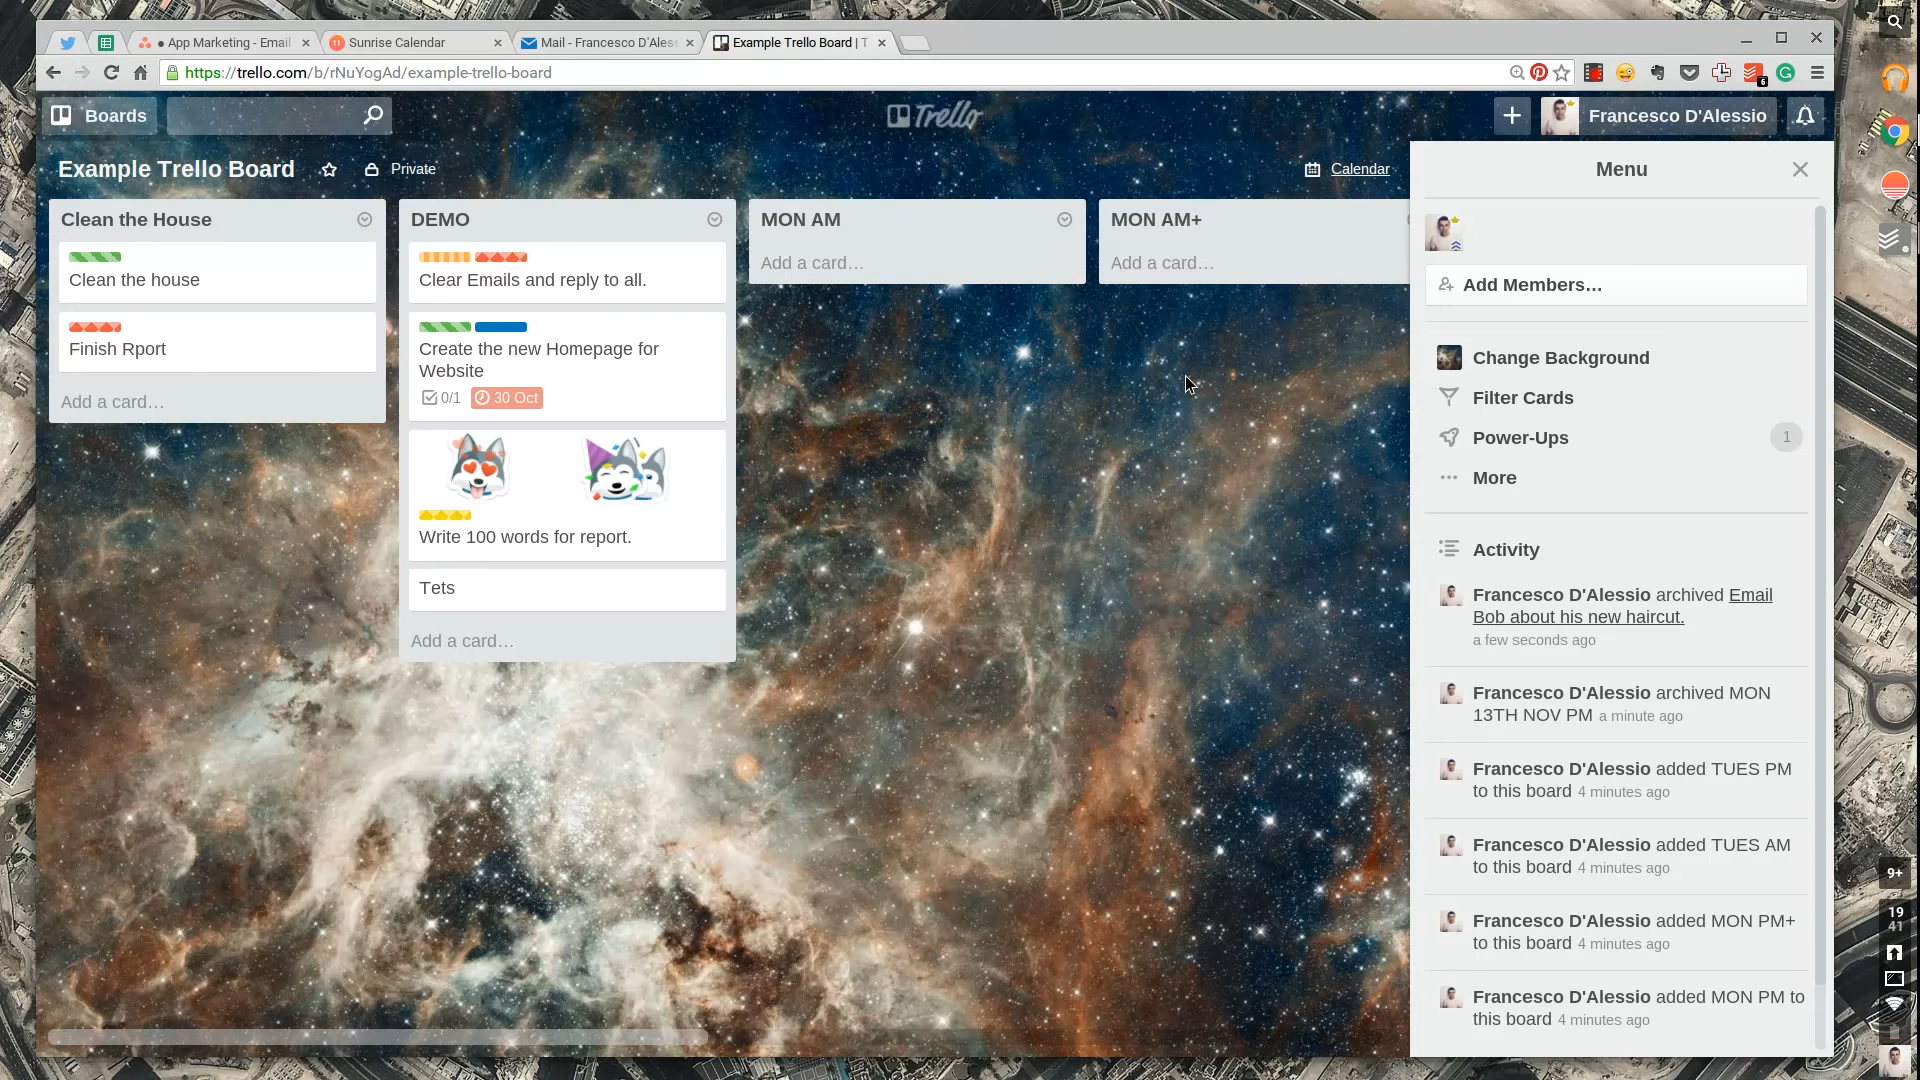 ● App Marketing - Email
Sunrise Calendar
Mail - Francesco D'Aless
Example Trello Board | T
https://trello.com/b/rNuYogAd/example-trello-board
6
Boards
Trello
Francesco D'Alessio
Example Trello Board
Private
Calendar
Clean the House
Clean the house
Finish Rport
Add a card…
DEMO
Clear Emails and reply to all.
Create the new Homepage for
Website
0/1
30 Oct
Write 100 words for report.
Tets
Add a card…
MON AM
Add a card…
MON AM+
Add a card…
Menu
Add Members…
Change Background
Filter Cards
Power-Ups
1
More
Activity
Francesco D'Alessio archived Email
Bob about his new haircut.
a few seconds ago
Francesco D'Alessio archived MON
13TH NOV PM a minute ago
Francesco D'Alessio added TUES PM
to this board 4 minutes ago
Francesco D'Alessio added TUES AM
to this board 4 minutes ago
Francesco D'Alessio added MON PM+
to this board 4 minutes ago
Francesco D'Alessio added MON PM to
this board 4 minutes ago
9+
19
41